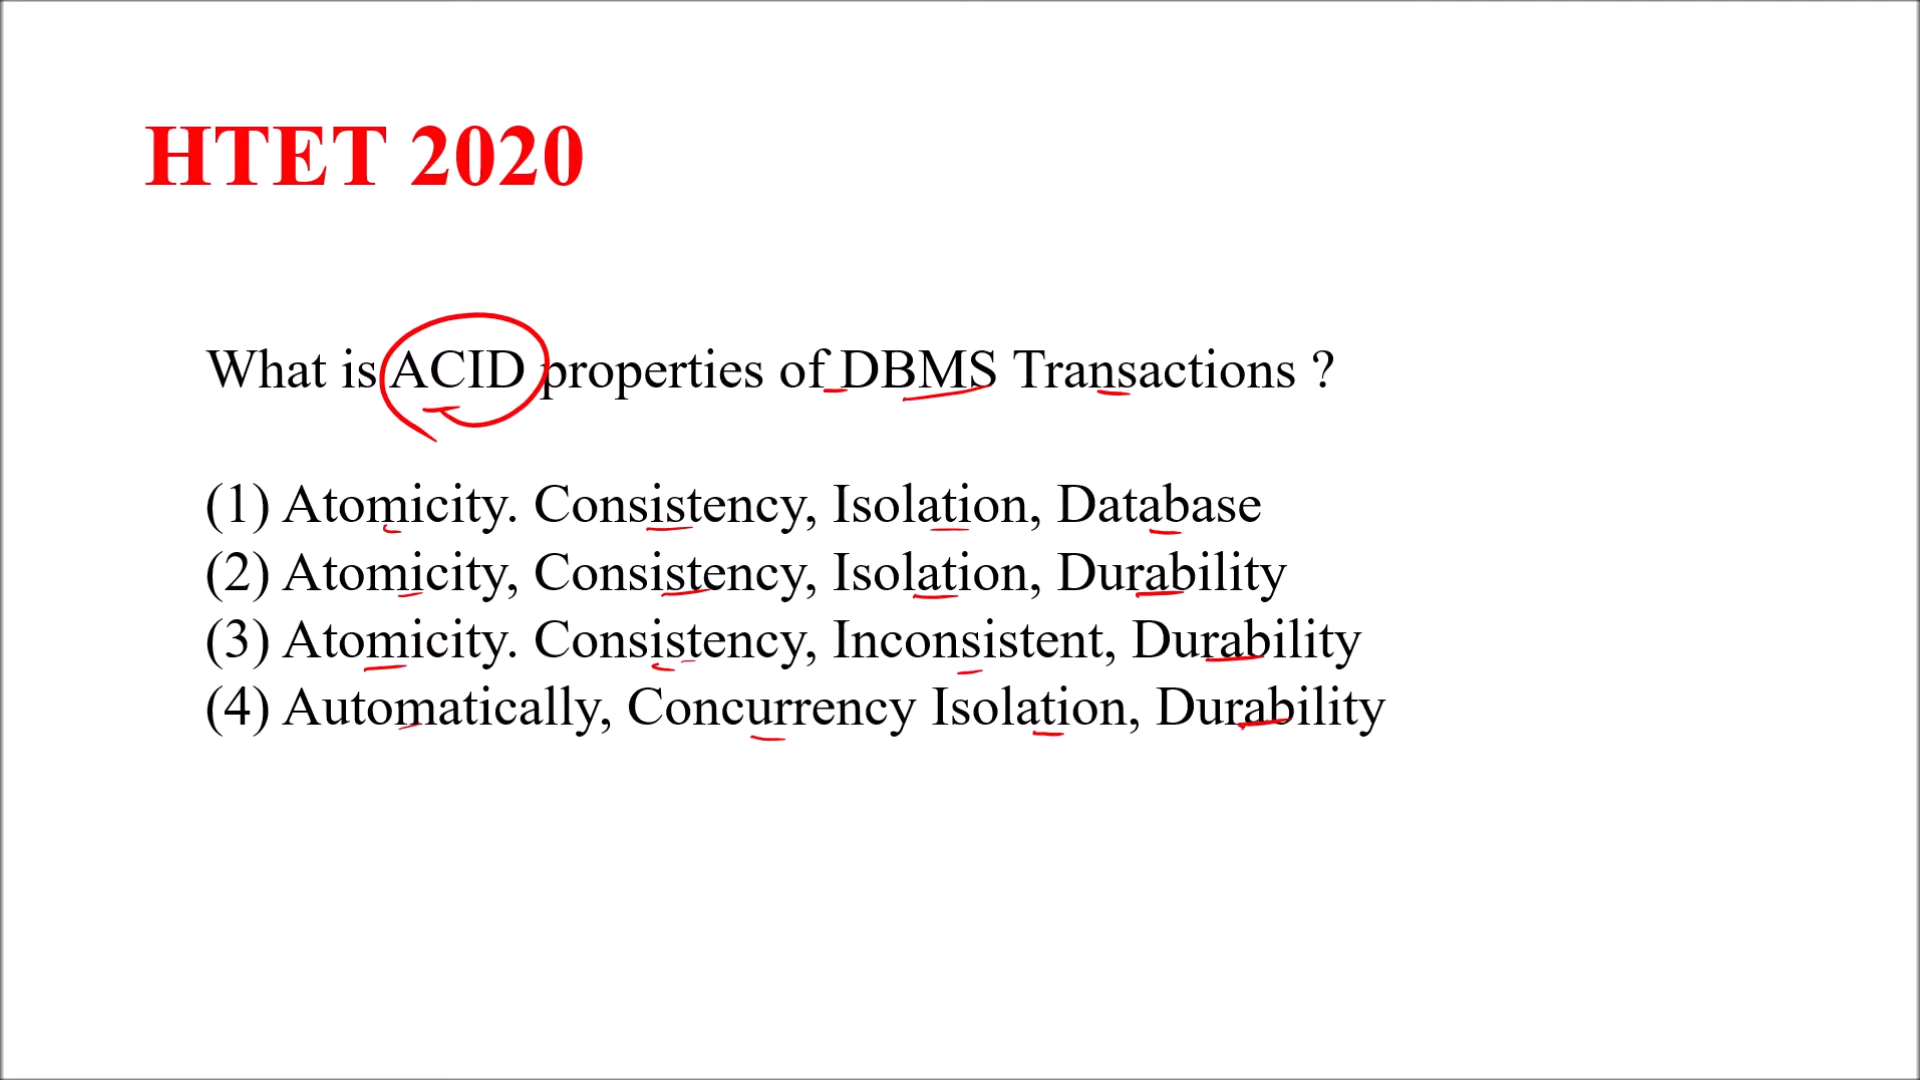 HTET 2020
What is ACID properties of DBMS Transactions ?
(1) Atomicity. Consistency, Isolation, Database
(2) Atomicity, Consistency, Isolation, Durability
(3) Atomicity. Consistency, Inconsistent, Durability
(4) Automatically, Concurrency Isolation, Durability